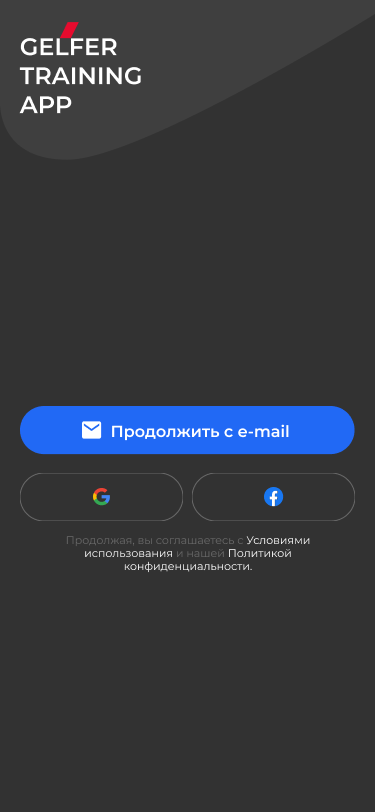 GELFER
TRAINING
APP
Продолжить с e-mail
Продолжая, вы соглашаетесь с Условиями
использования и нашей Политикой
конфиденциальности.